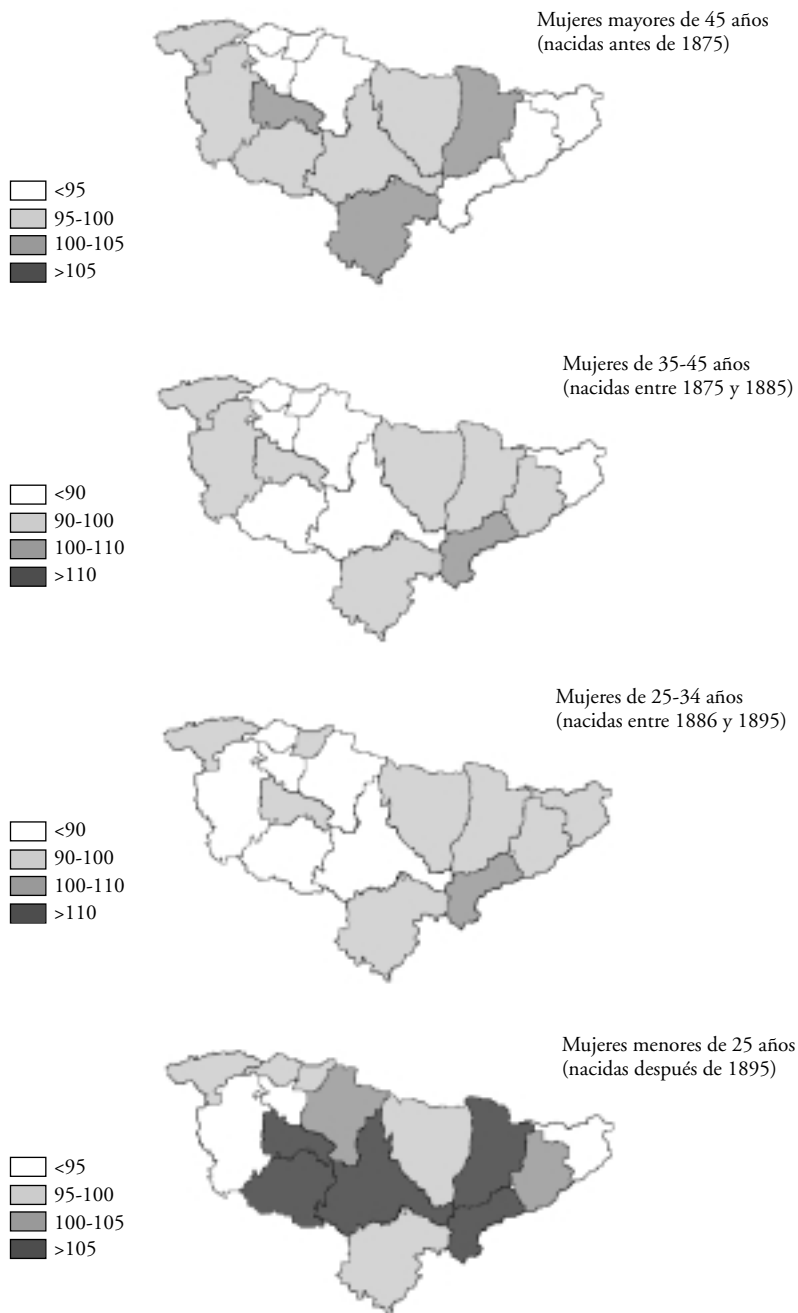 Mujeres mayores de 45 años
(nacidas antes de 1875)
<95
95-100
100-105
>105
Mujeres de 35-45 años
(nacidas entre 1875 y 1885)
<90
90-100
100-110
>110
Mujeres de 25-34 años
(nacidas entre 1886 y 1895)
<90
90-100
100-110
>110
Mujeres menores de 25 años
(nacidas después de 1895)
<95
95-100
100-105
>105